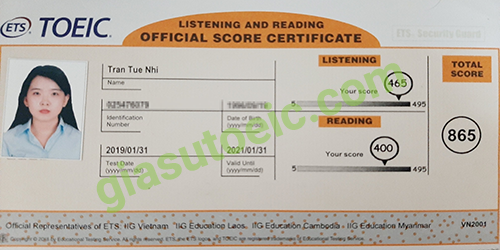 ETS TOEIC
LISTENING AND READING
OFFICIAL SCORE CERTIFICATE
Tran Tue Nhi
Name
Identification Number
Date of Birth (yyyy/mm/dd)
2019/01/31
Test Date (yyyy/mm/dd)
2021/01/31
Valid Until (yyyy/mm/dd)
LISTENING
Your score
465
5
495
READING
Your score
400
5
495
TOTAL SCORE
865
giasutoeic.com
Official Representatives of ETS, IIG Vietnam IIG Education Laos, IIG Education Cambodia - IIG Education Myanmar
VN2001